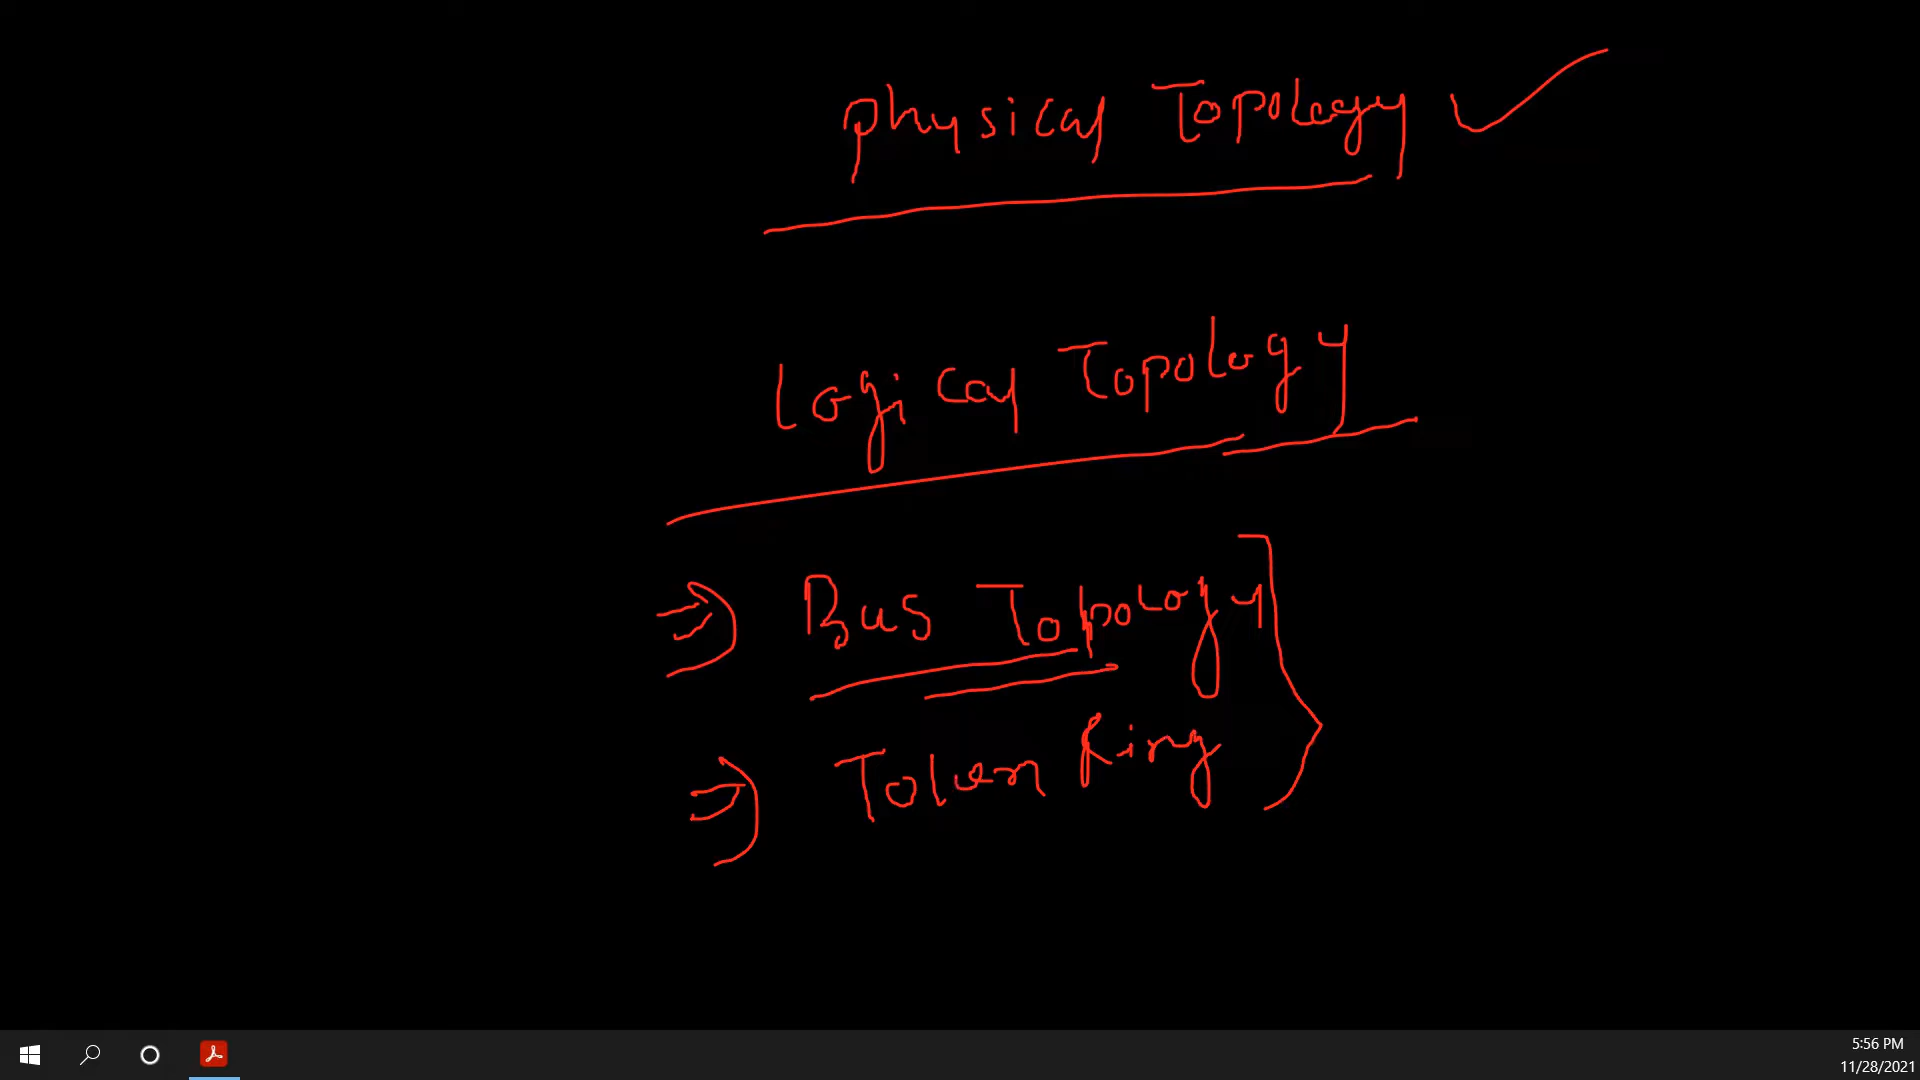 Physical Topology
Logical Topology
Bus Topology
Token Ring
5:56 PM
11/28/2021